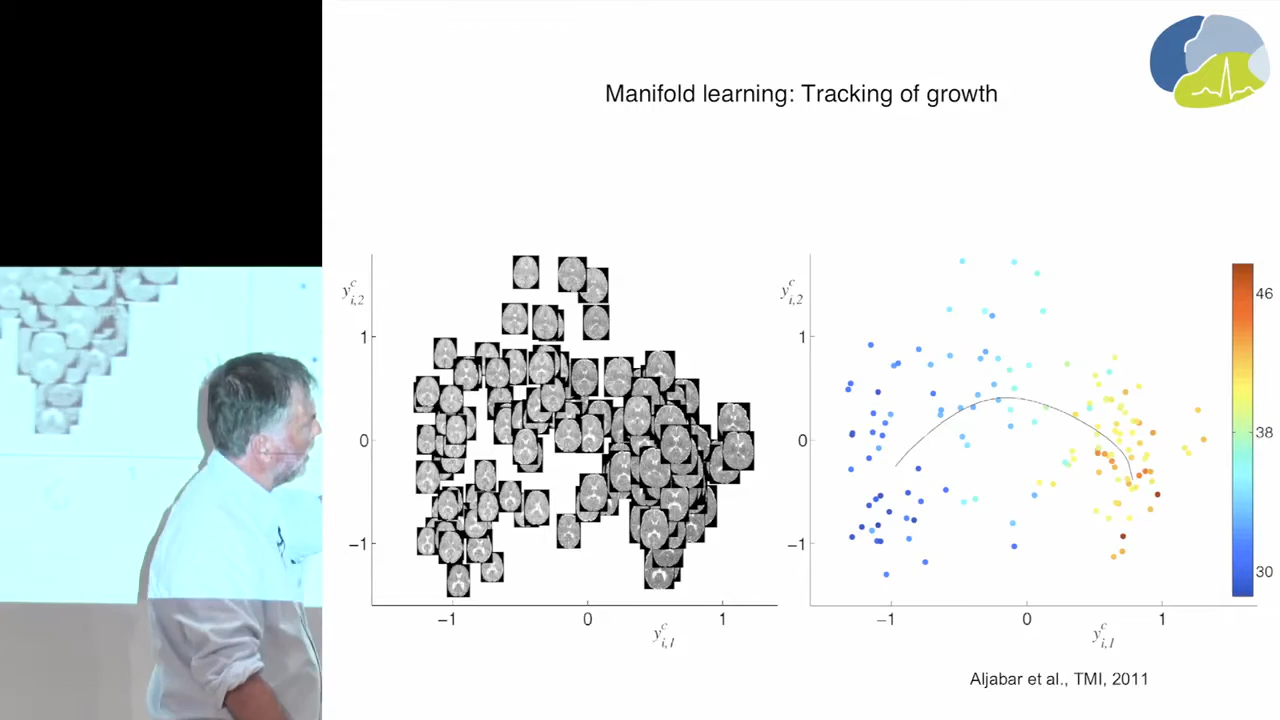 Manifold learning: Tracking of growth
y^c_{i,2}
1
0
−1
−1
0
1
y^c_{i,1}
y^c_{i,2}
1
0
−1
−1
0
1
y^c_{i,1}
46
38
30
Aljabar et al., TMI, 2011